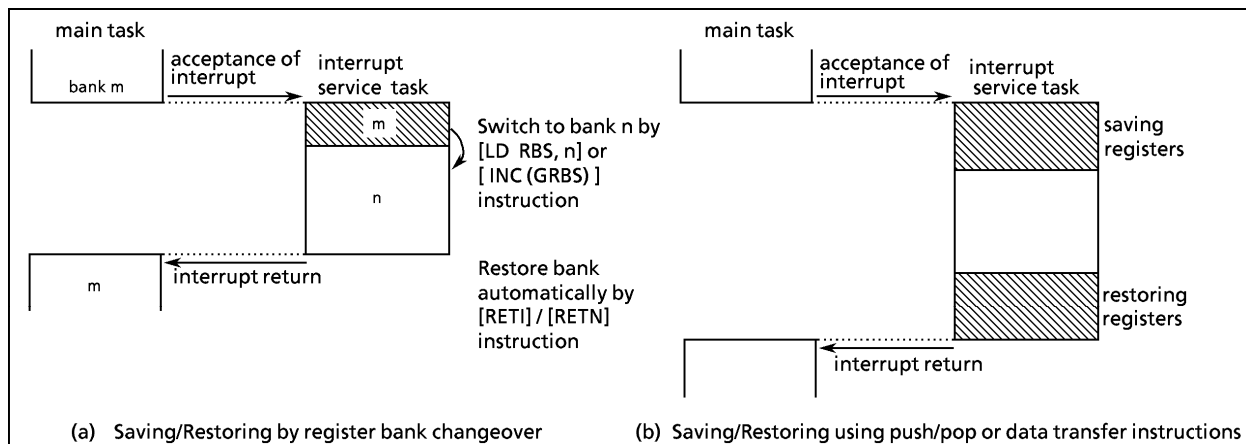 main task
bank m
acceptance of
interrupt
interrupt
service task
m
Switch to bank n by
[LD RBS, n] or
[ INC (GRBS) ]
instruction
n
interrupt return
m
Restore bank
automatically by
[RETI] / [RETN]
instruction
(a) Saving/Restoring by register bank changeover
main task
acceptance of
interrupt
interrupt
service task
saving
registers
restoring
registers
interrupt return
(b) Saving/Restoring using push/pop or data transfer instructions